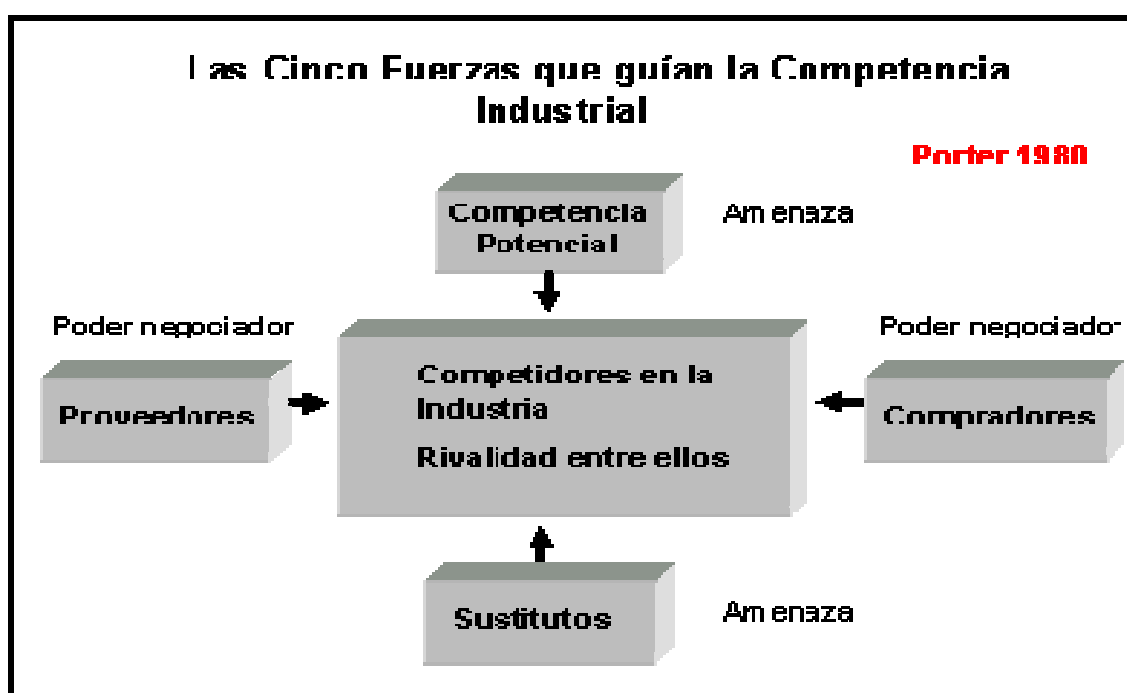 Las Cinco Fuerzas que guían la Competencia
Industrial
Porter 1980
Competencia
Potencial
Amenaza
Poder negociador
Poder negociador
Proveedores
Competidores en la
Industria
Rivalidad entre ellos
Compradores
Sustitutos
Amenaza